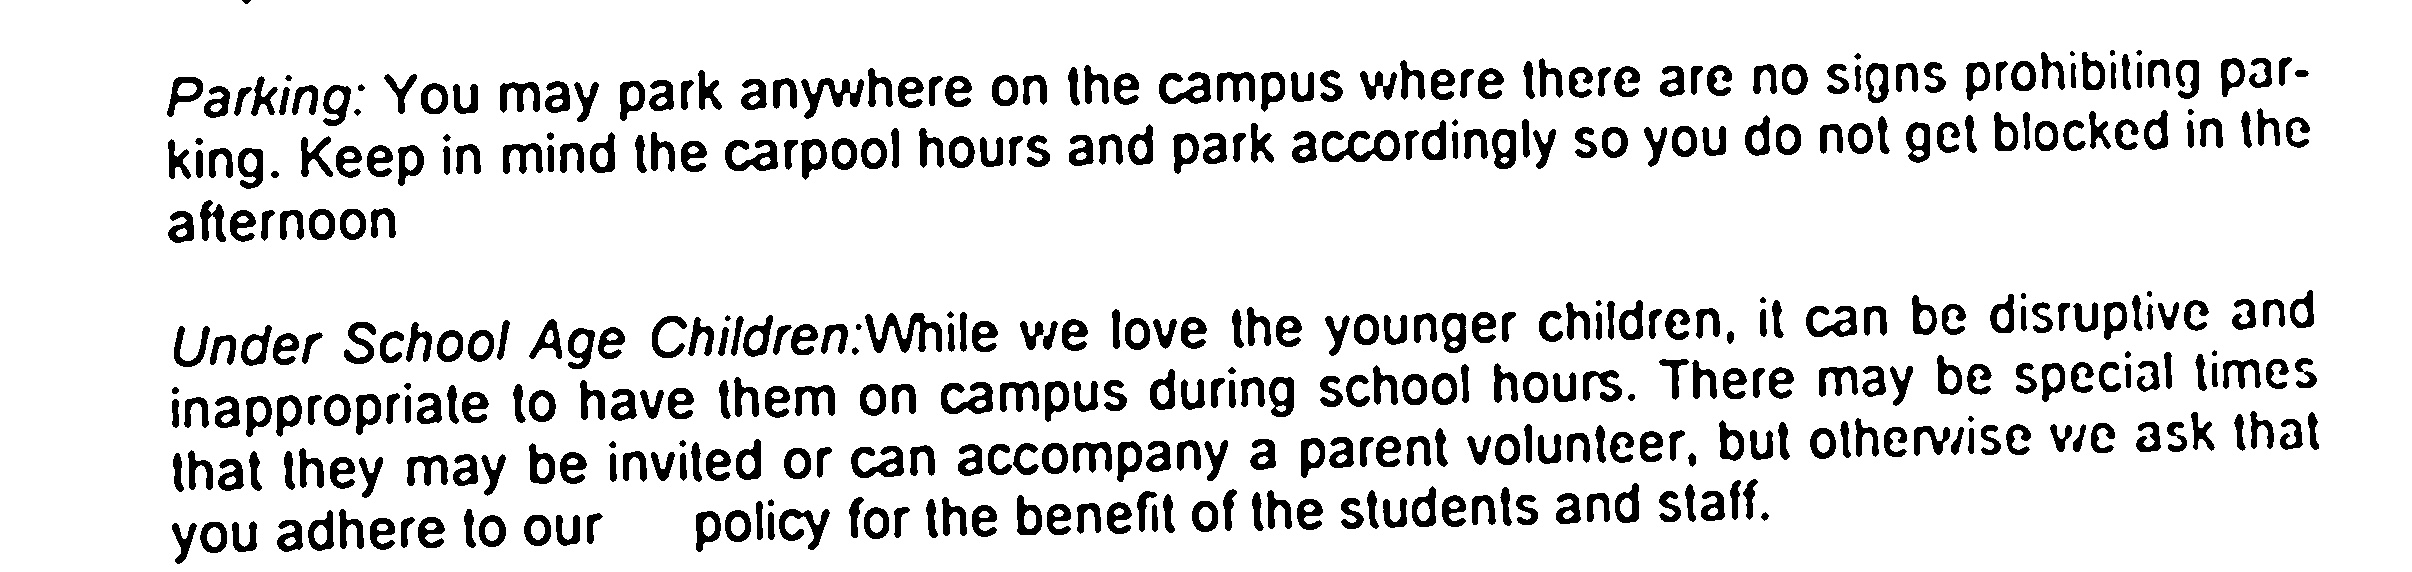 Parking: You may park anywhere on the campus where there are no signs prohibiting par-
king. Keep in mind the carpool hours and park accordingly so you do not get blocked in the
afternoon
Under School Age Children:While we love the younger children, it can be disruptive and
inappropriate to have them on campus during school hours. There may be special times
that they may be invited or can accompany a parent volunteer, but otherwise we ask that
you adhere to our policy for the benefit of the students and staff.